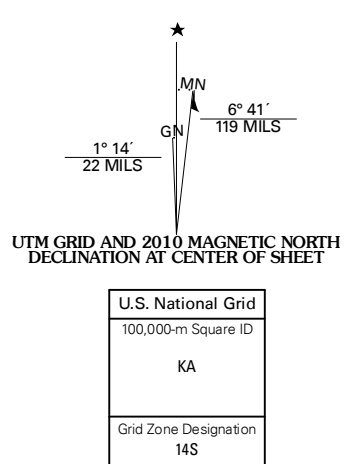 MN
6° 41´
119 MILS
GN
1° 14´
22 MILS
UTM GRID AND 2010 MAGNETIC NORTH
DECLINATION AT CENTER OF SHEET
U.S. National Grid
100,000-m Square ID
KA
Grid Zone Designation
14S